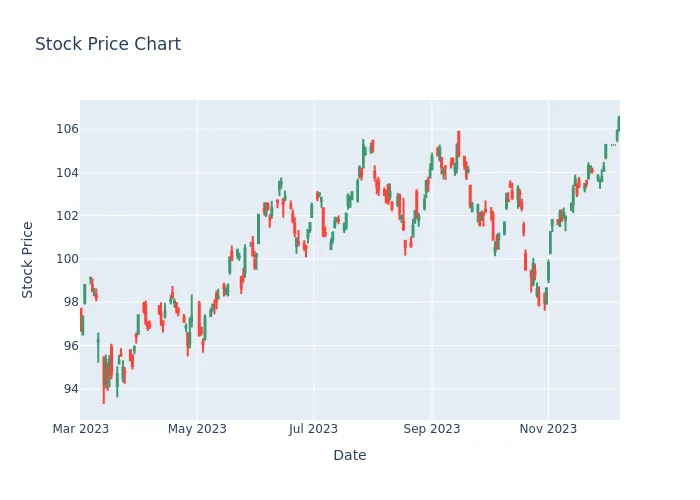 Stock Price Chart
106
104
102
100
98
96
94
Stock Price
Mar 2023
May 2023
Jul 2023
Sep 2023
Nov 2023
Date